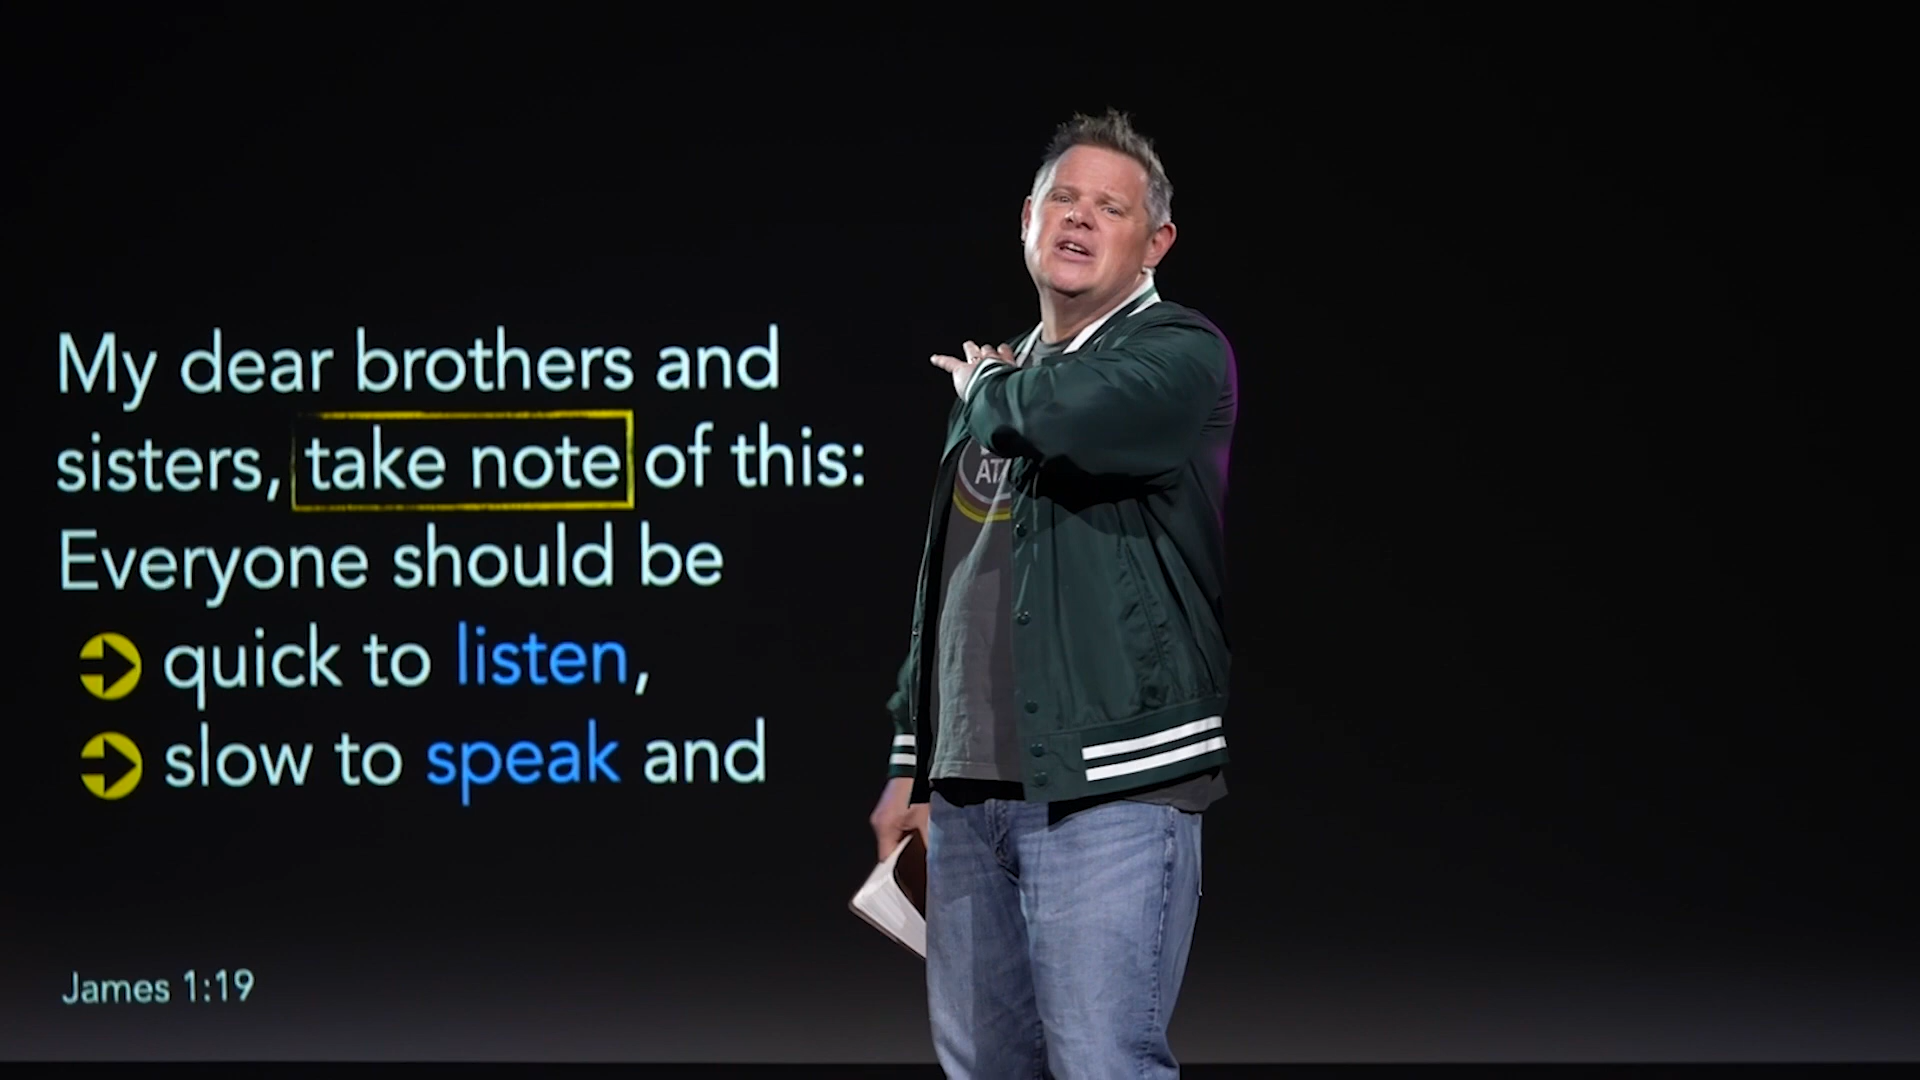 My dear brothers and
sisters, take note of this:
Everyone should be
quick to listen,
slow to speak and
James 1:19